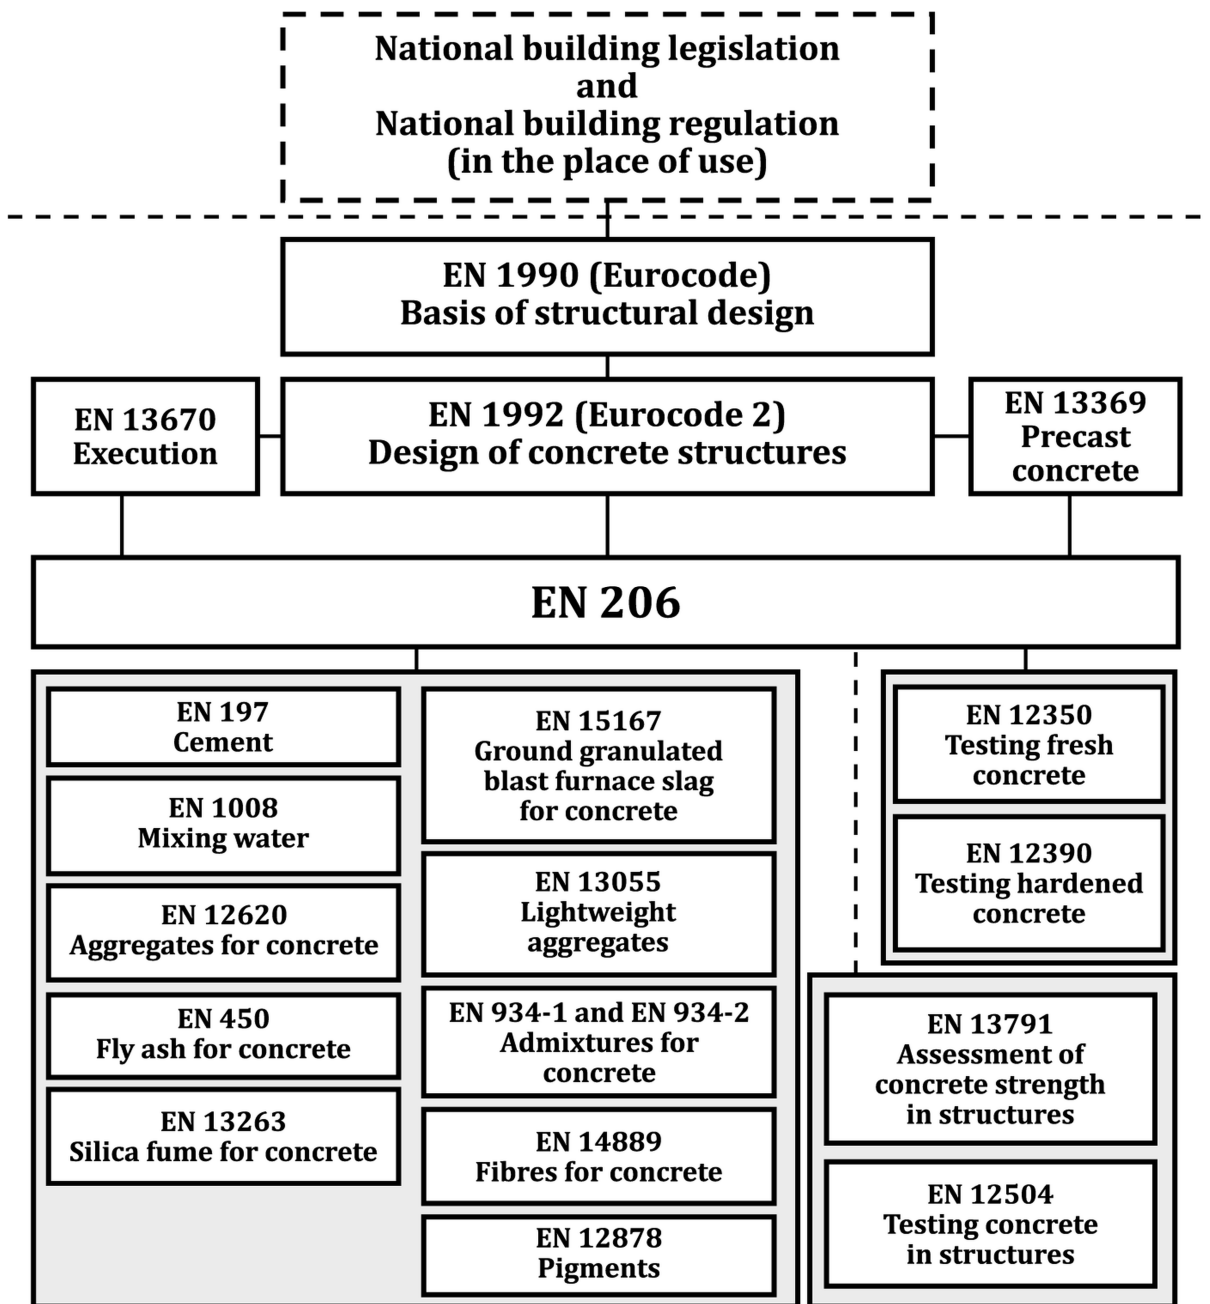 National building legislation
and
National building regulation
(in the place of use)
EN 1990 (Eurocode)
Basis of structural design
EN 13670
Execution
EN 1992 (Eurocode 2)
Design of concrete structures
EN 13369
Precast
concrete
EN 206
EN 197
Cement
EN 1008
Mixing water
EN 12620
Aggregates for concrete
EN 450
Fly ash for concrete
EN 13263
Silica fume for concrete
EN 15167
Ground granulated
blast furnace slag
for concrete
EN 13055
Lightweight
aggregates
EN 934-1 and EN 934-2
Admixtures for
concrete
EN 14889
Fibres for concrete
EN 12878
Pigments
EN 12350
Testing fresh
concrete
EN 12390
Testing hardened
concrete
EN 13791
Assessment of
concrete strength
in structures
EN 12504
Testing concrete
in structures